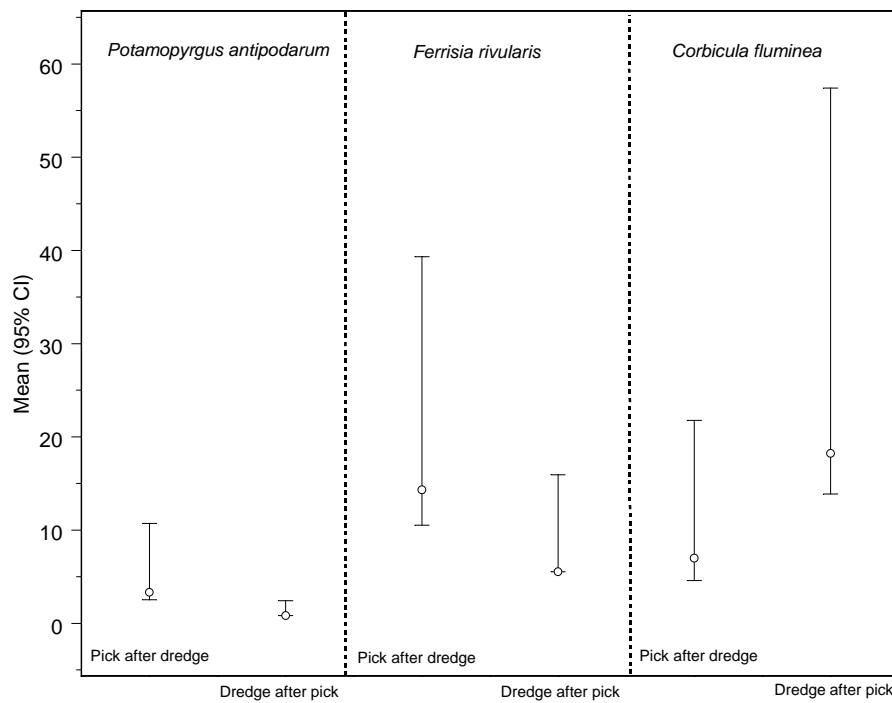 Potamopyrgus antipodarum
Ferrisia rivularis
Corbicula fluminea
60
50
40
30
20
10
0
Mean (95% CI)
Pick after dredge
Pick after dredge
Pick after dredge
Dredge after pick
Dredge after pick
Dredge after pick